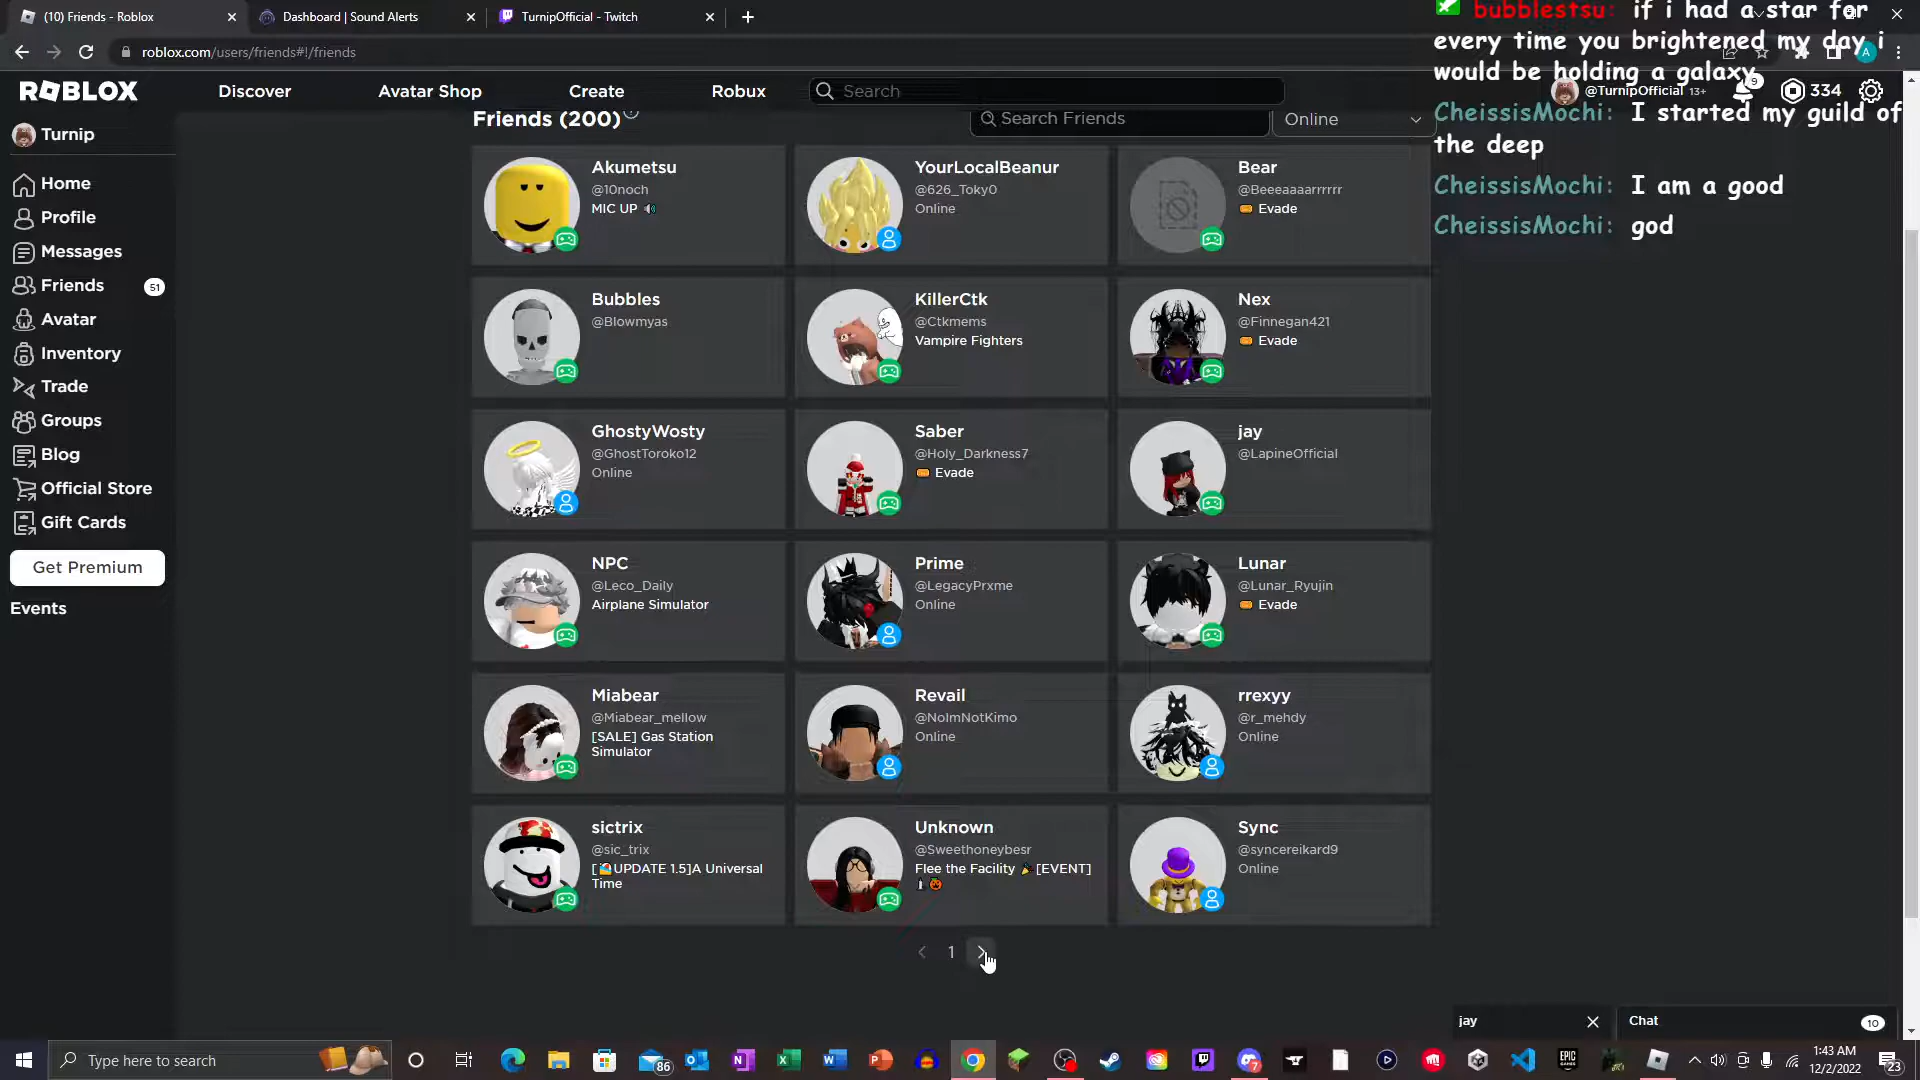 (10) Friends - Roblox
Dashboard | Sound Alerts
TurnipOfficial - Twitch
roblox.com/users/friends#!/friends
bubblestsu: if i had a star for
every time you brightened my day i
would be holding a galaxy
CheissisMochi: I started my guild of
the deep
CheissisMochi: I am a good
CheissisMochi: god
ROBLOX
Discover
Avatar Shop
Create
Robux
Search
@TurnipOfficial 13+
9
334
Turnip
Home
Profile
Messages
Friends
51
Avatar
Inventory
Trade
Groups
Blog
Official Store
Gift Cards
Get Premium
Events
Friends (200)
Search Friends
Online
Akumetsu
@10noch
MIC UP 🔊
YourLocalBeanur
@626_Toky0
Online
Bear
@Beeeaaaarrrrrr
Evade
Bubbles
@Blowmyas
KillerCtk
@Ctkmems
Vampire Fighters
Nex
@Finnegan421
Evade
GhostyWosty
@GhostToroko12
Online
Saber
@Holy_Darkness7
Evade
jay
@LapineOfficial
NPC
@Leco_Daily
Airplane Simulator
Prime
@LegacyPrxme
Online
Lunar
@Lunar_Ryujin
Evade
Miabear
@Miabear_mellow
[SALE] Gas Station
Simulator
Revail
@NoImNotKimo
Online
rrexyy
@r_mehdy
Online
sictrix
@sic_trix
[UPDATE 1.5]A Universal
Time
Unknown
@Sweethoneybesr
Flee the Facility 🎉[EVENT]
Sync
@syncereikard9
Online
1
jay
Chat
10
Type here to search
86
7
1:43 AM
12/2/2022
23